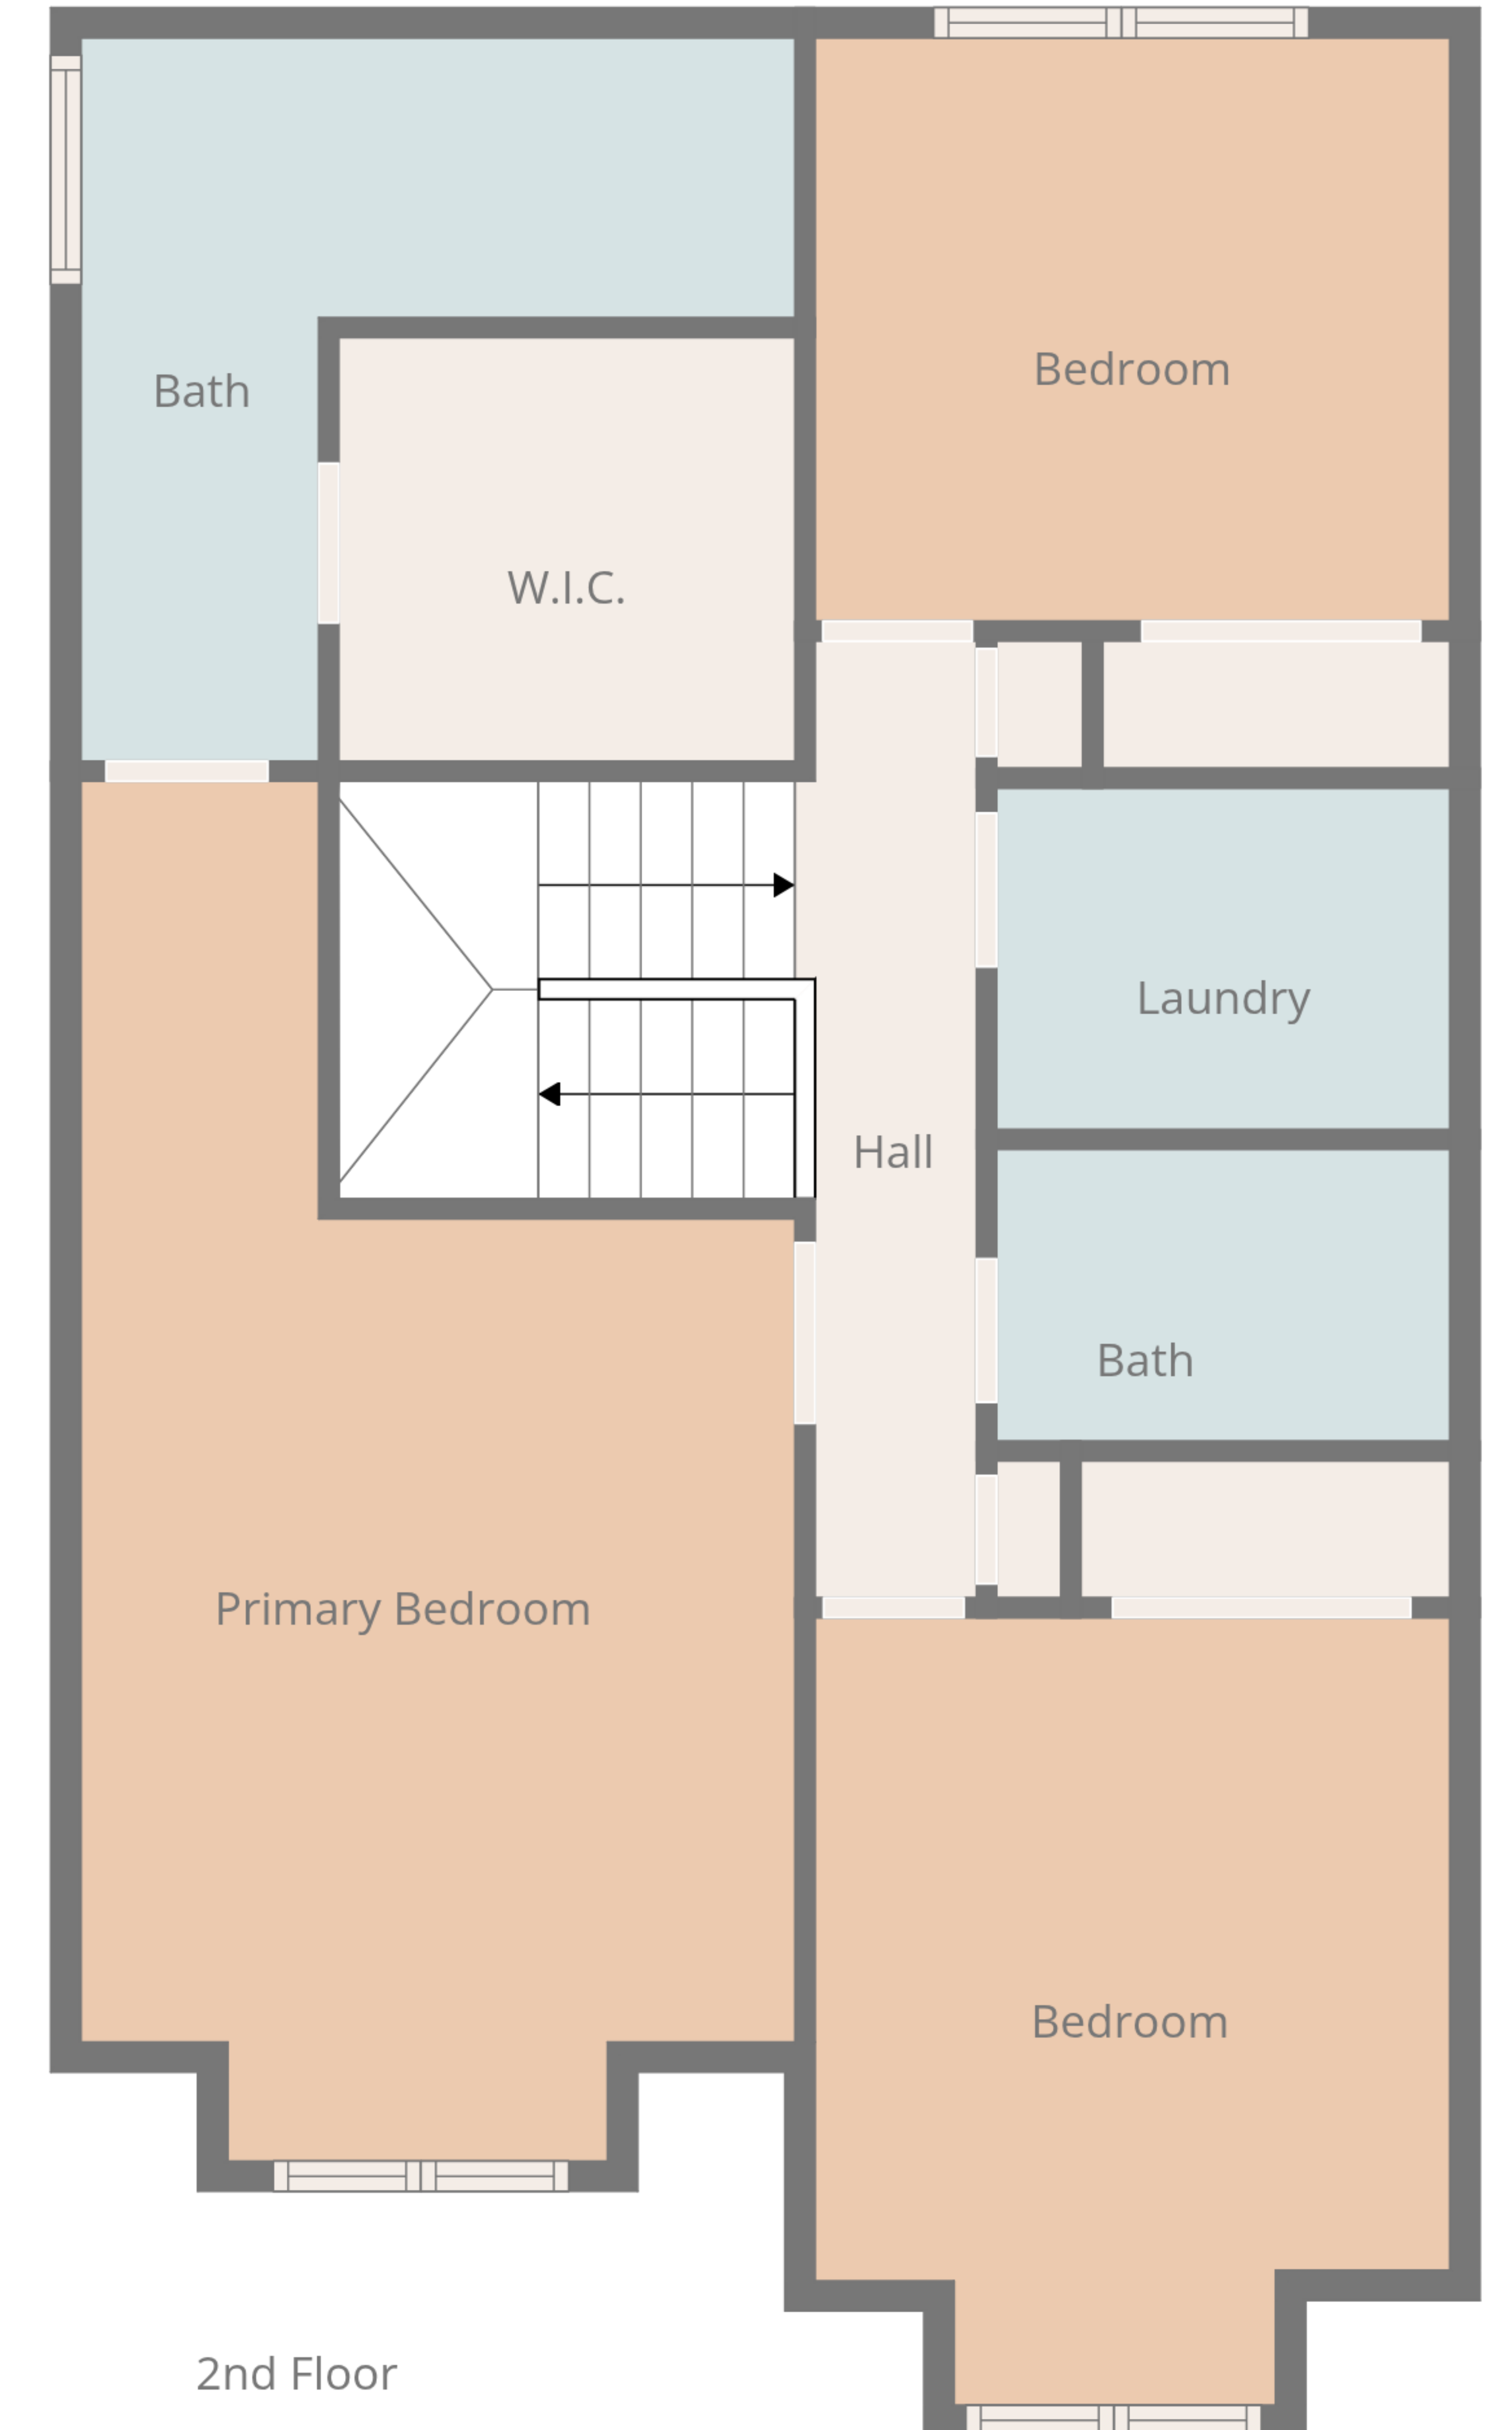 Bedroom
Bath
W.I.C.
Laundry
Hall
Bath
Primary Bedroom
Bedroom
2nd Floor